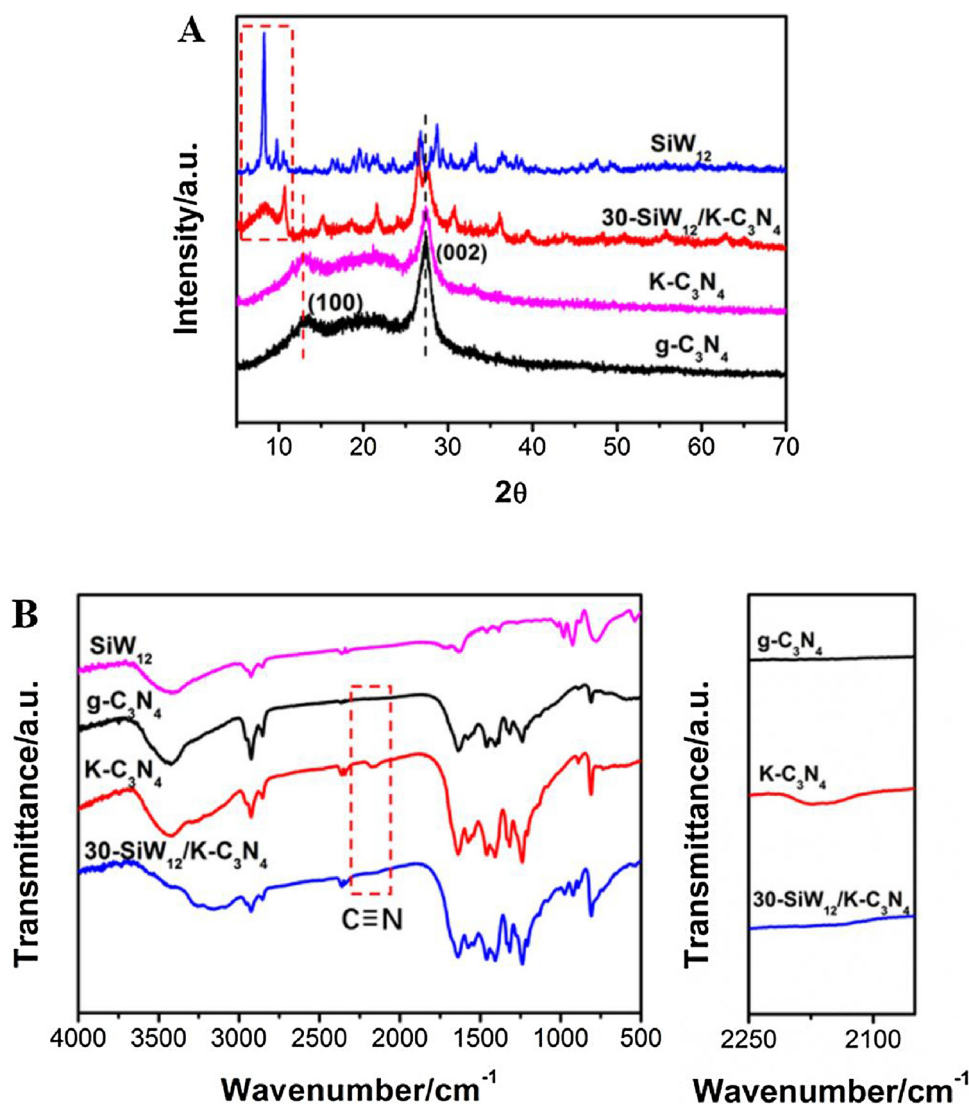 A
Intensity/a.u.
SiW₁₂
30-SiW₁₂/K-C₃N₄
(002)
K-C₃N₄
(100)
g-C₃N₄
10 20 30 40 50 60 70
2θ
B
Transmittance/a.u.
SiW₁₂
g-C₃N₄
K-C₃N₄
30-SiW₁₂/K-C₃N₄
C≡N
4000 3500 3000 2500 2000 1500 1000 500
Wavenumber/cm⁻¹
Transmittance/a.u.
g-C₃N₄
K-C₃N₄
30-SiW₁₂/K-C₃N₄
2250 2100
Wavenumber/cm⁻¹